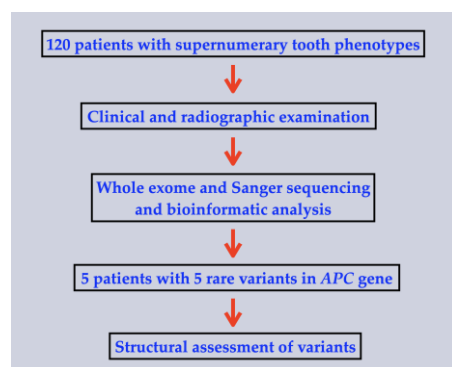 120 patients with supernumerary tooth phenotypes
Clinical and radiographic examination
Whole exome and Sanger sequencing
and bioinformatic analysis
5 patients with 5 rare variants in APC gene
Structural assessment of variants